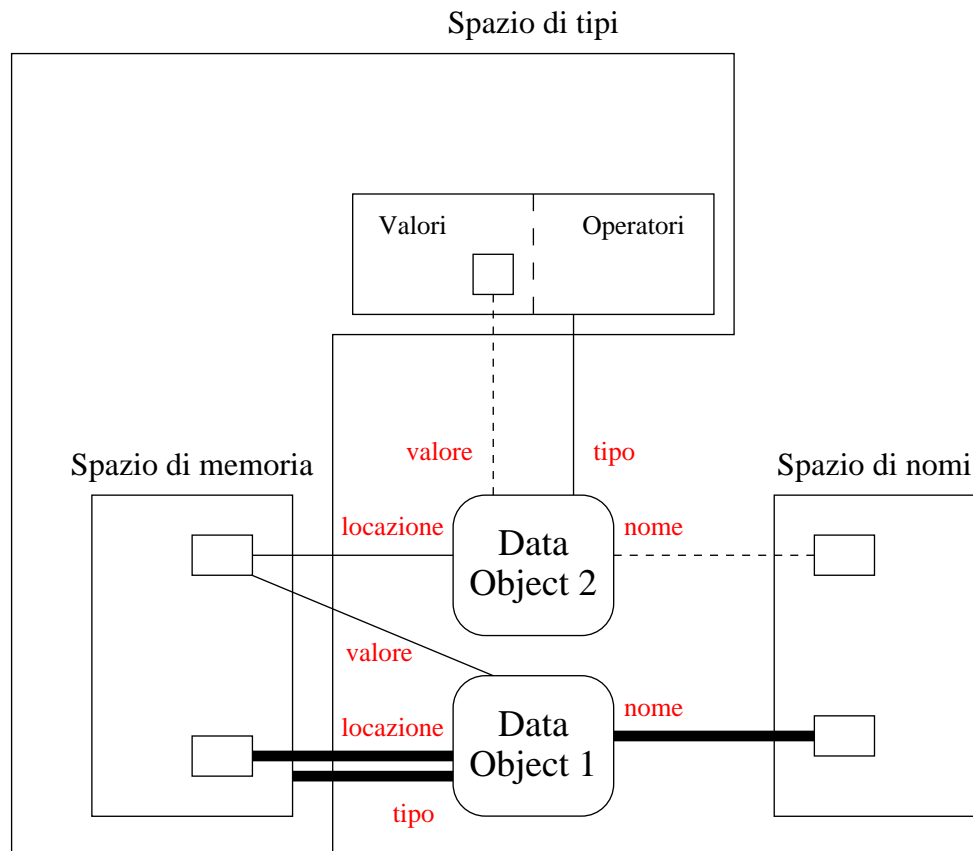 Spazio di tipi
Valori
Operatori
valore
tipo
Spazio di memoria
Spazio di nomi
locazione
Data
Object 2
nome
valore
locazione
Data
Object 1
nome
tipo